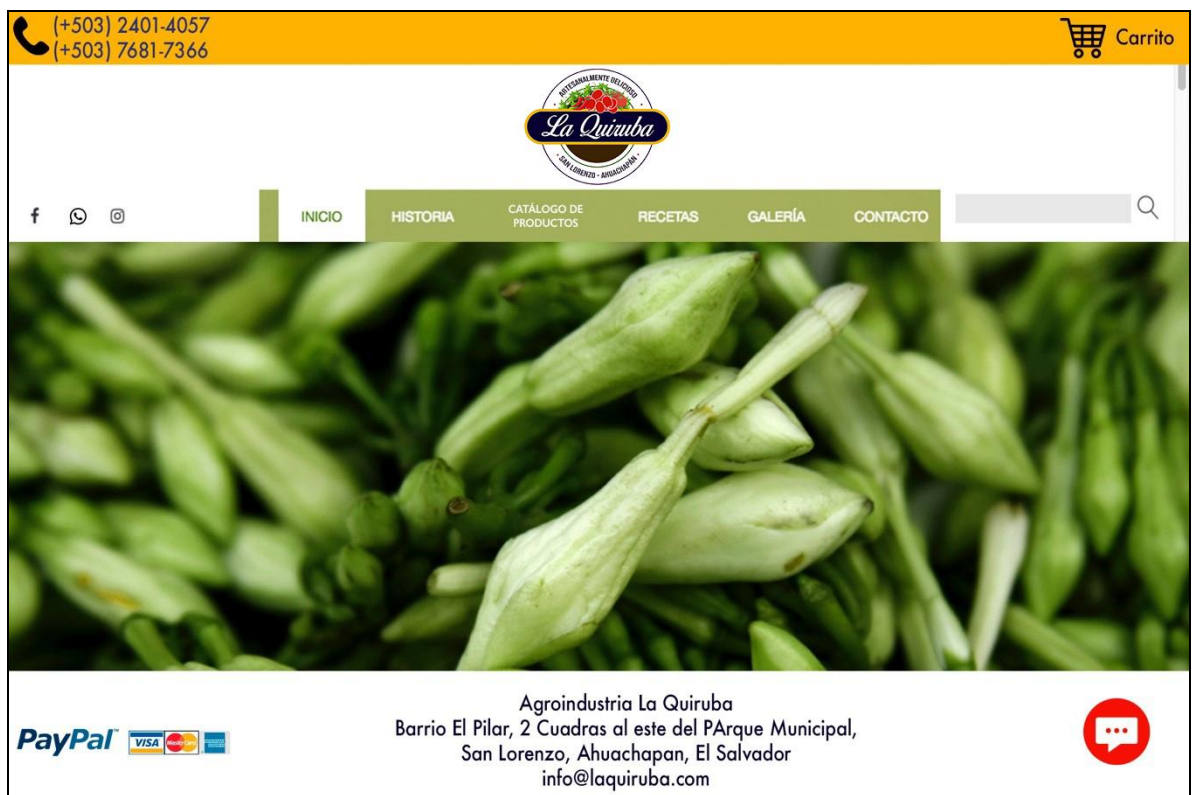 (+503) 2401-4057
(+503) 7681-7366
Carrito
ARTESANALMENTE DELICIOSO
La Quiruba
SAN LORENZO - AHUACHAPÁN
INICIO
HISTORIA
CATÁLOGO DE
PRODUCTOS
RECETAS
GALERÍA
CONTACTO
PayPal
VISA
MasterCard
Agroindustria La Quiruba
Barrio El Pilar, 2 Cuadras al este del PArque Municipal,
San Lorenzo, Ahuachapan, El Salvador
info@laquiruba.com